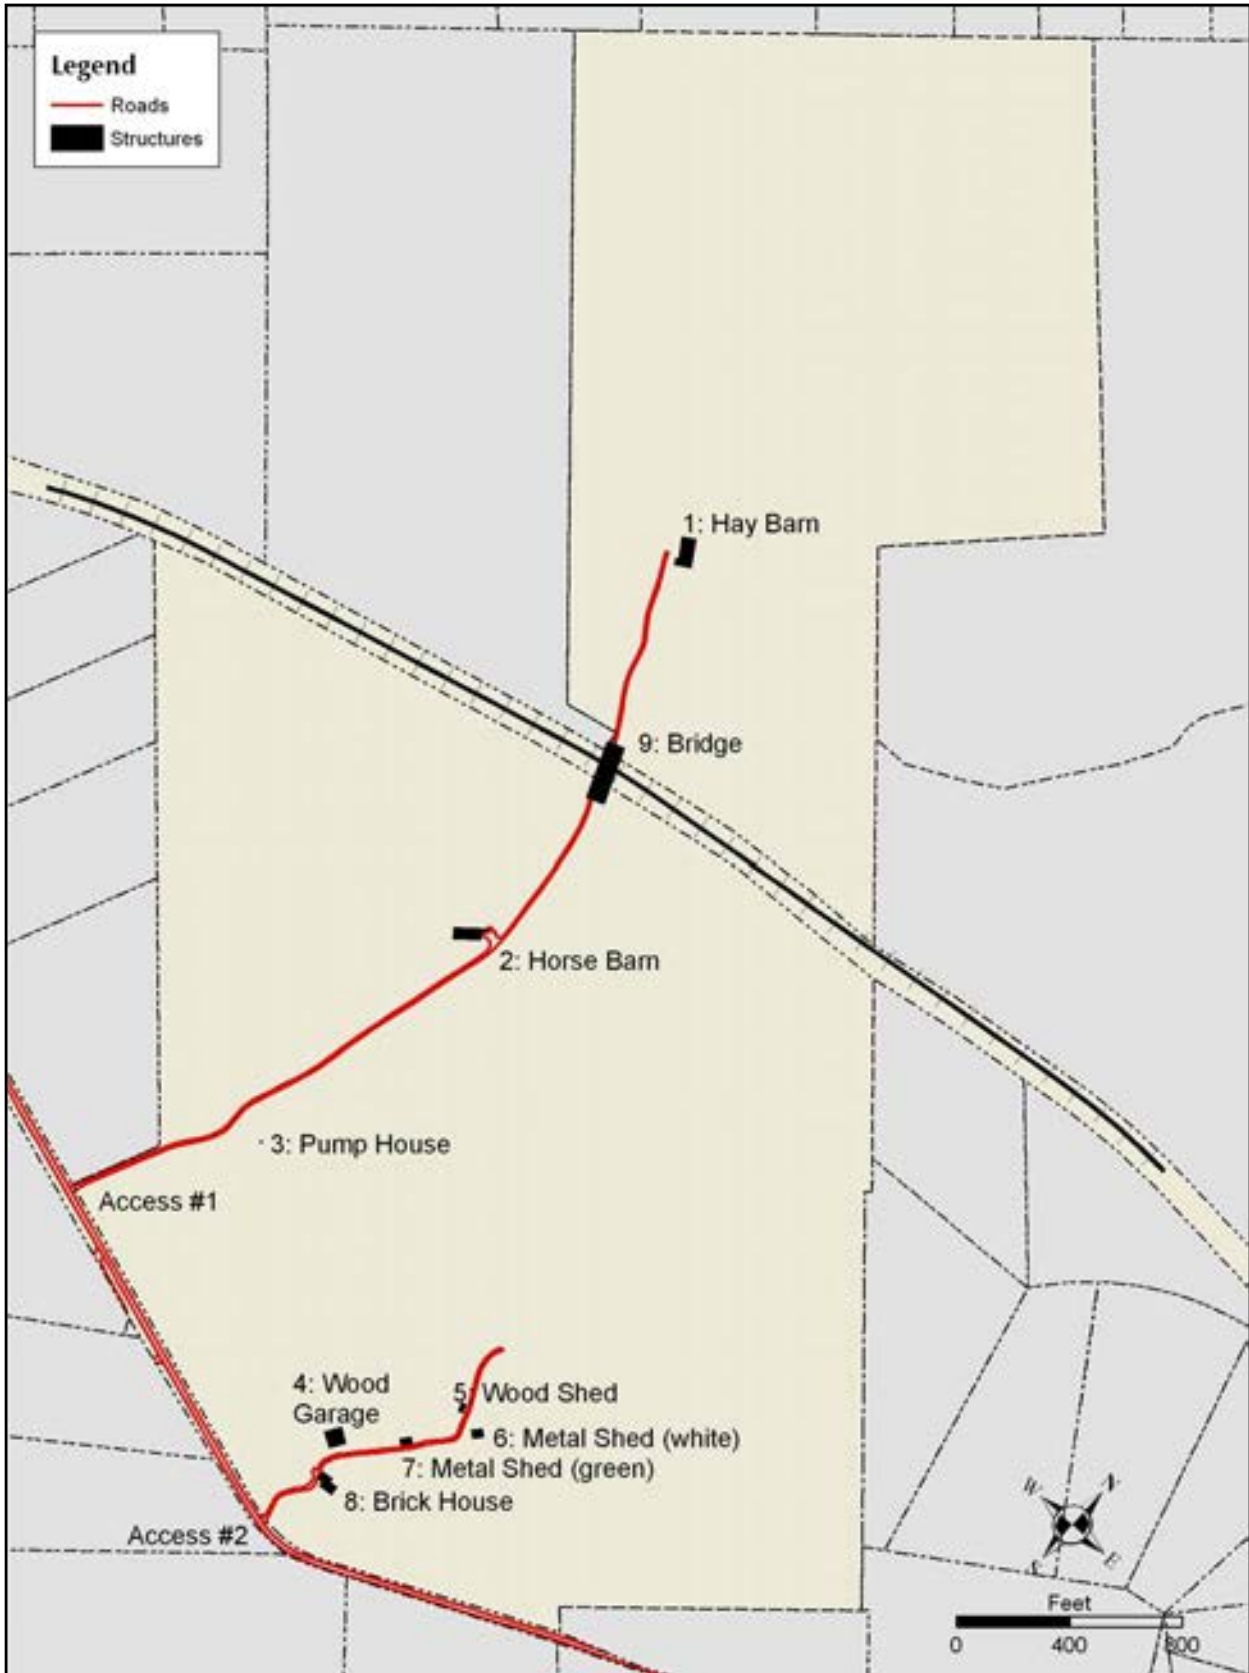 Legend
Roads
Structures
1: Hay Barn
9: Bridge
2: Horse Barn
3: Pump House
Access #1
4: Wood
Garage
5: Wood Shed
6: Metal Shed (white)
7: Metal Shed (green)
8: Brick House
Access #2
W
N
S
E
Feet
0
400
800